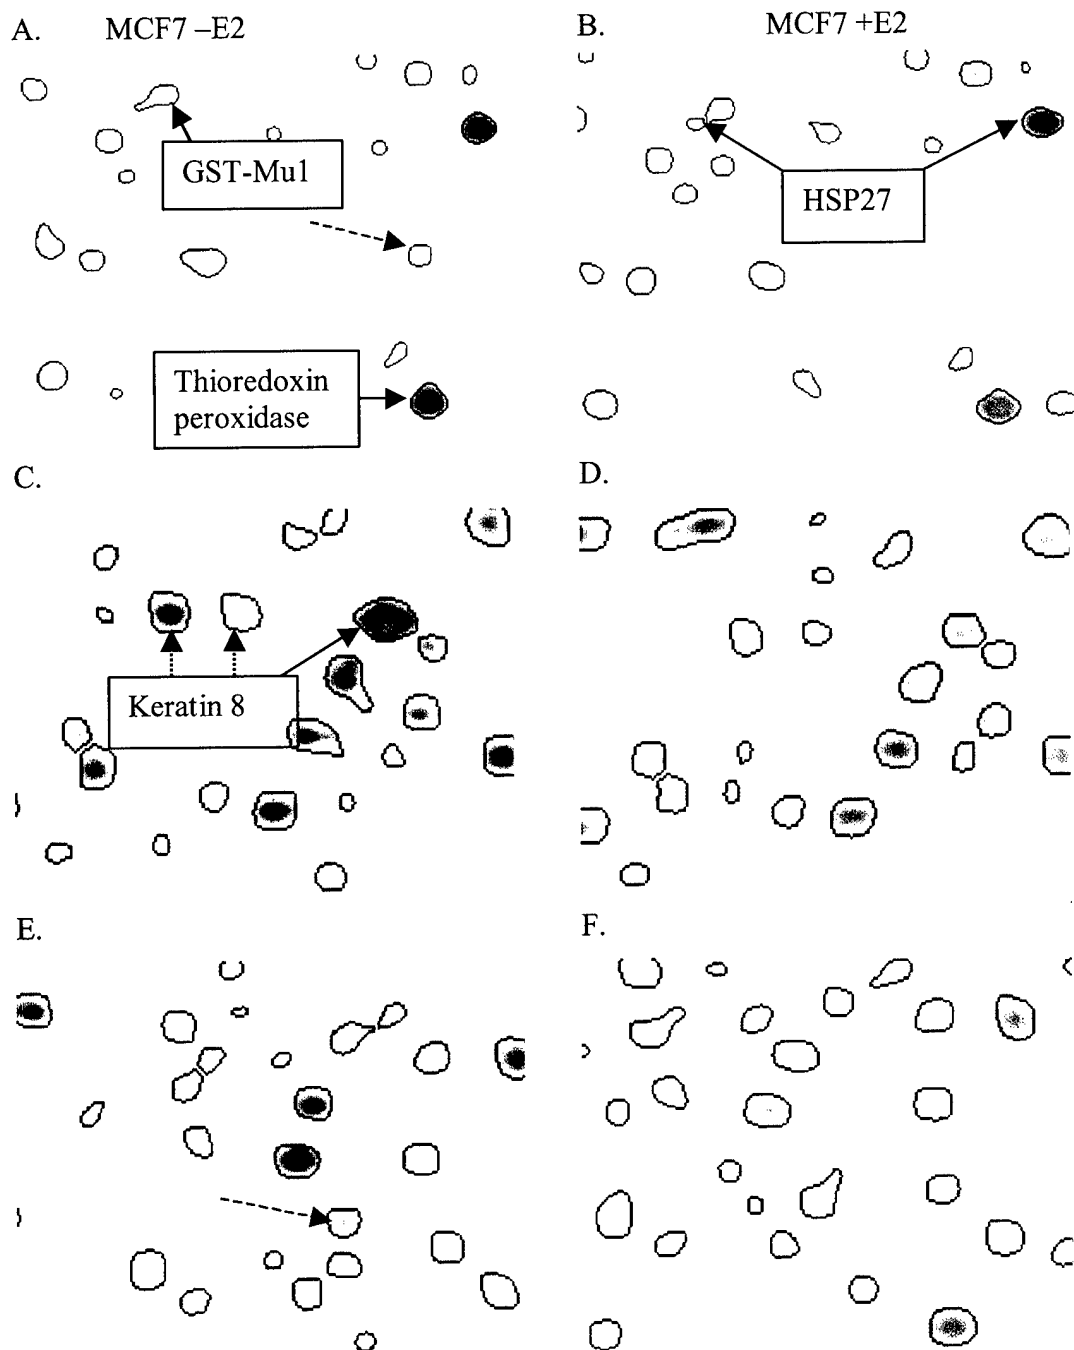 A.
MCF7 –E2
B.
MCF7 +E2
GST-Mu1
HSP27
Thioredoxin
peroxidase
C.
D.
Keratin 8
E.
F.